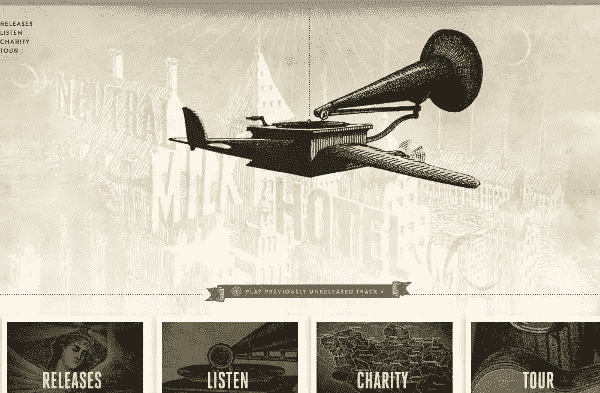 RELEASES
LISTEN
CHARITY
TOUR
NEUTRAL
MILK HOTEL
PLAY PREVIOUSLY UNRELEASED TRACK
RELEASES
LISTEN
CHARITY
TOUR